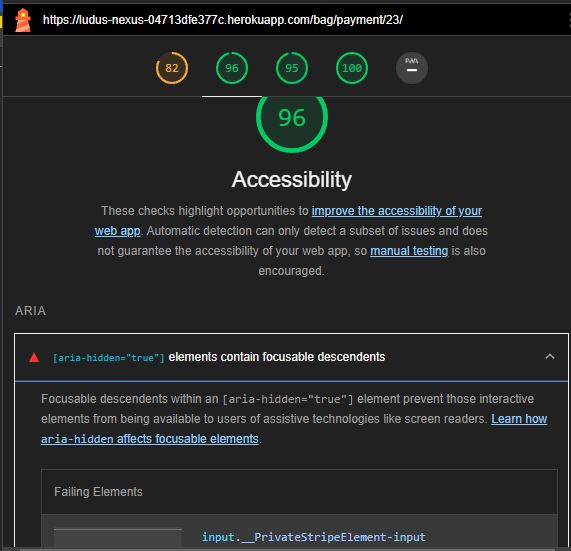 https://ludus-nexus-04713dfe377c.herokuapp.com/bag/payment/23/
82 96 95 100 PWA
96
Accessibility
These checks highlight opportunities to improve the accessibility of your
web app. Automatic detection can only detect a subset of issues and does
not guarantee the accessibility of your web app, so manual testing is also
encouraged.
ARIA
[aria-hidden="true"] elements contain focusable descendents
Focusable descendents within an [aria-hidden="true"] element prevent those interactive
elements from being available to users of assistive technologies like screen readers. Learn how
aria-hidden affects focusable elements.
Failing Elements
input.__PrivateStripeElement-input